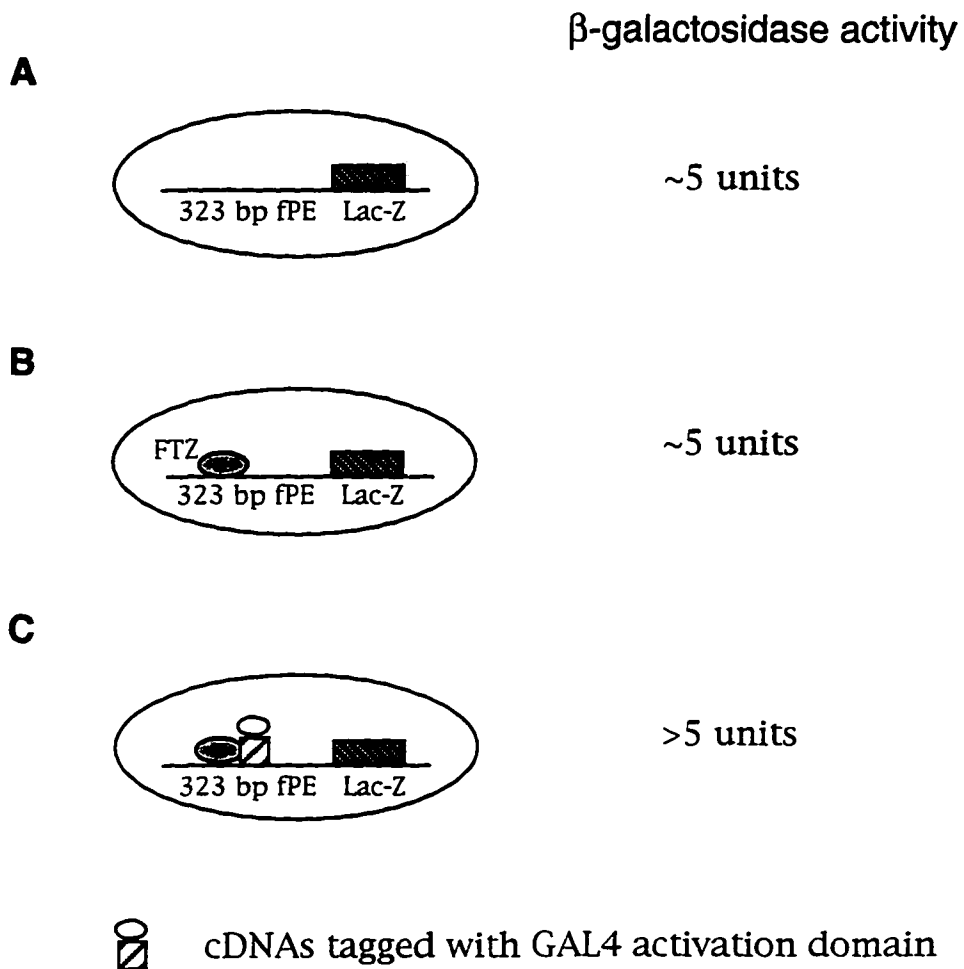 β-galactosidase activity
A
~5 units
323 bp fPE Lac-Z
B
FTZ
~5 units
323 bp fPE Lac-Z
C
>5 units
323 bp fPE Lac-Z
cDNAs tagged with GAL4 activation domain